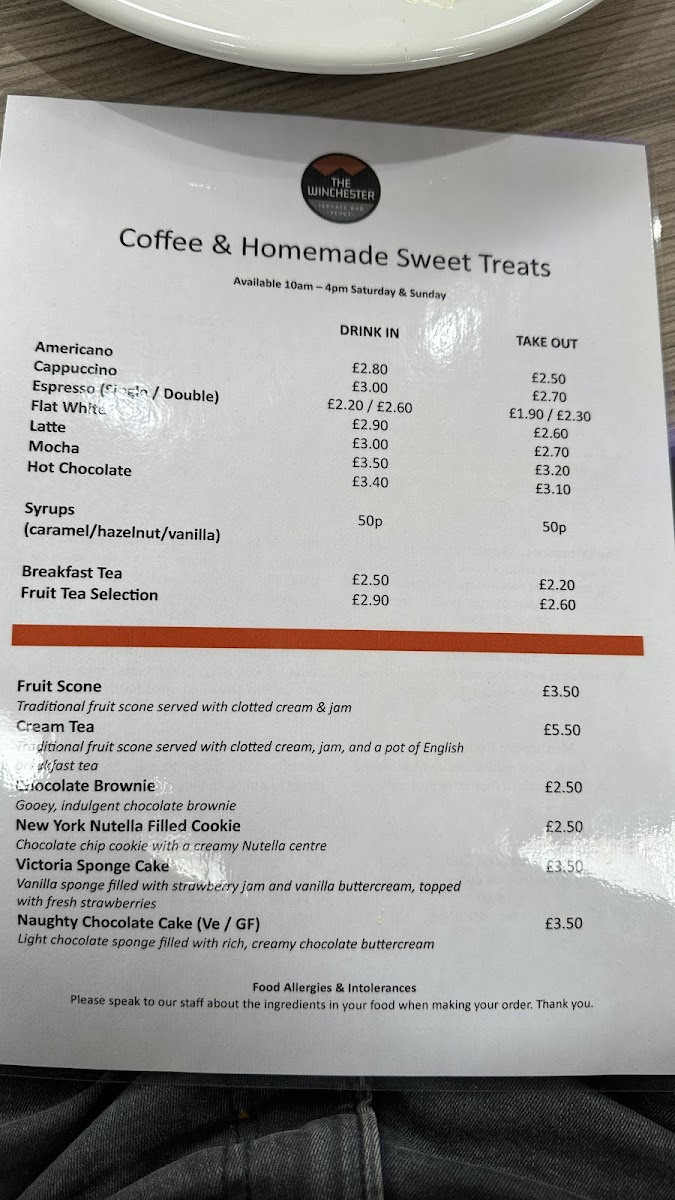 THE
WINCHESTER
TERRACE BAR
VENUE
Coffee & Homemade Sweet Treats
Available 10am – 4pm Saturday & Sunday
DRINK IN TAKE OUT
Americano £2.80 £2.50
Cappuccino £3.00 £2.70
Espresso (Single / Double) £2.20 / £2.60 £1.90 / £2.30
Flat White £2.90 £2.60
Latte £3.00 £2.70
Mocha £3.50 £3.20
Hot Chocolate £3.40 £3.10
Syrups
(caramel/hazelnut/vanilla) 50p 50p
Breakfast Tea £2.50 £2.20
Fruit Tea Selection £2.90 £2.60
Fruit Scone £3.50
Traditional fruit scone served with clotted cream & jam
Cream Tea £5.50
Traditional fruit scone served with clotted cream, jam, and a pot of English
breakfast tea
Chocolate Brownie £2.50
Gooey, indulgent chocolate brownie
New York Nutella Filled Cookie £2.50
Chocolate chip cookie with a creamy Nutella centre
Victoria Sponge Cake £3.50
Vanilla sponge filled with strawberry jam and vanilla buttercream, topped
with fresh strawberries
Naughty Chocolate Cake (Ve / GF) £3.50
Light chocolate sponge filled with rich, creamy chocolate buttercream
Food Allergies & Intolerances
Please speak to our staff about the ingredients in your food when making your order. Thank you.